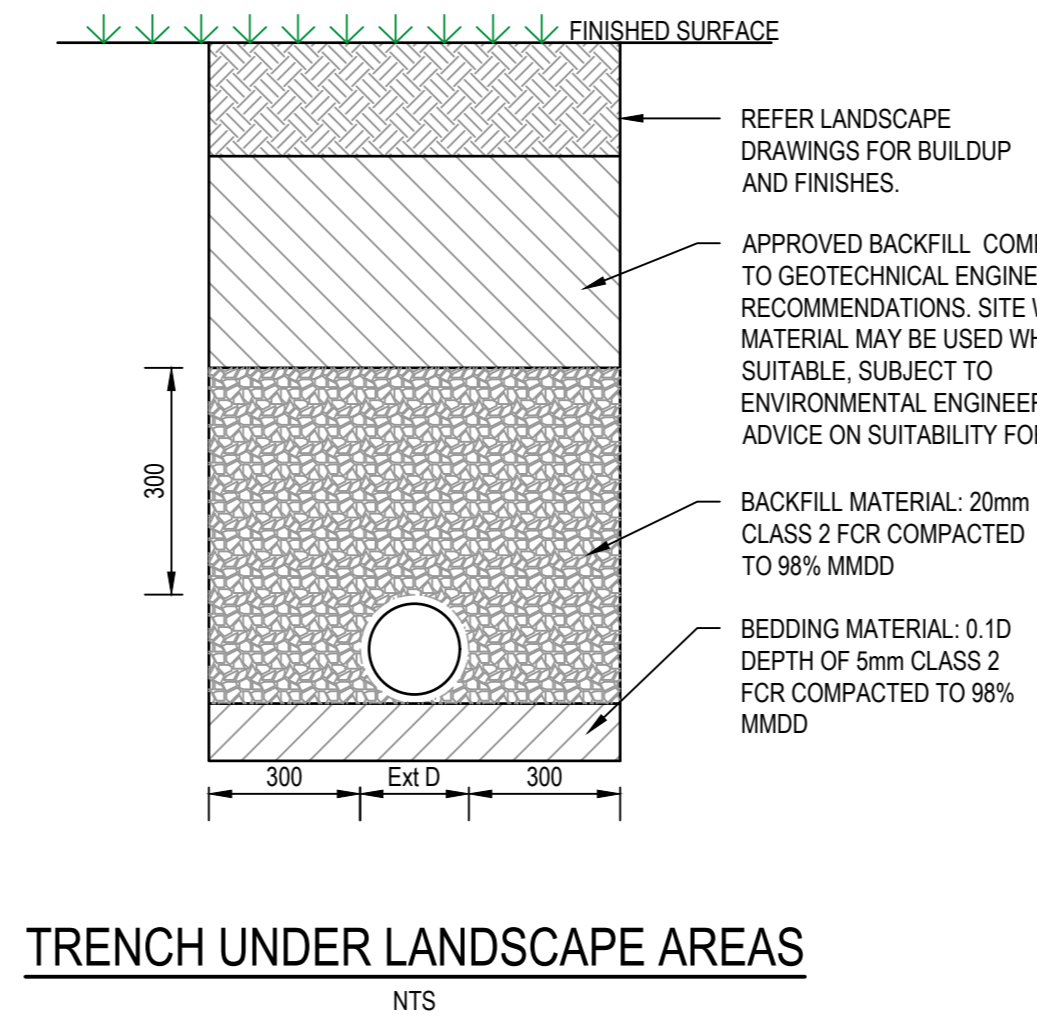 FINISHED SURFACE
REFER LANDSCAPE
DRAWINGS FOR BUILDUP
AND FINISHES.
APPROVED BACKFILL
TO GEOTECHNICAL
RECOMMENDATIONS. SITE
MATERIAL MAY BE USED
SUITABLE, SUBJECT TO
ENVIRONMENTAL
ADVICE ON SUITABILITY
300
BACKFILL MATERIAL: 20mm
CLASS 2 FCR COMPACTED
TO 98% MMDD
BEDDING MATERIAL: 0.1D
DEPTH OF 5mm CLASS 2
FCR COMPACTED TO 98%
MMDD
300 Ext D 300
TRENCH UNDER LANDSCAPE AREAS
NTS